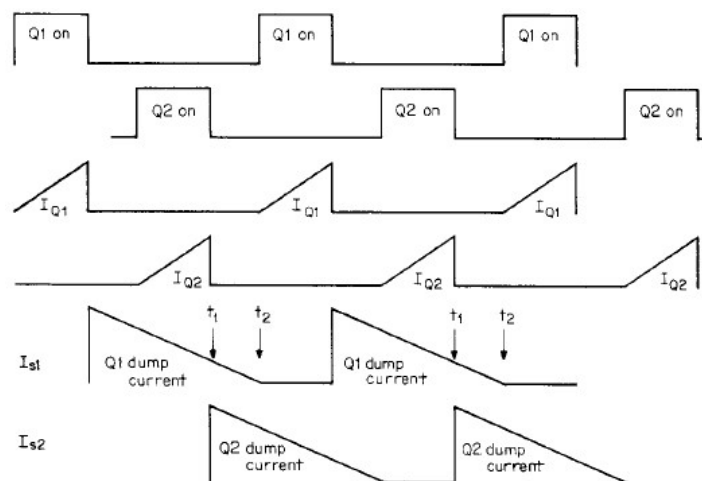 Q1 on Q1 on Q1 on
Q2 on Q2 on Q2 on
IQ1 IQ1 IQ1
IQ2 IQ2 IQ2
t1 t2 t1 t2
Is1 Q1 dump Q1 dump
current current
Is2 Q2 dump Q2 dump
current current